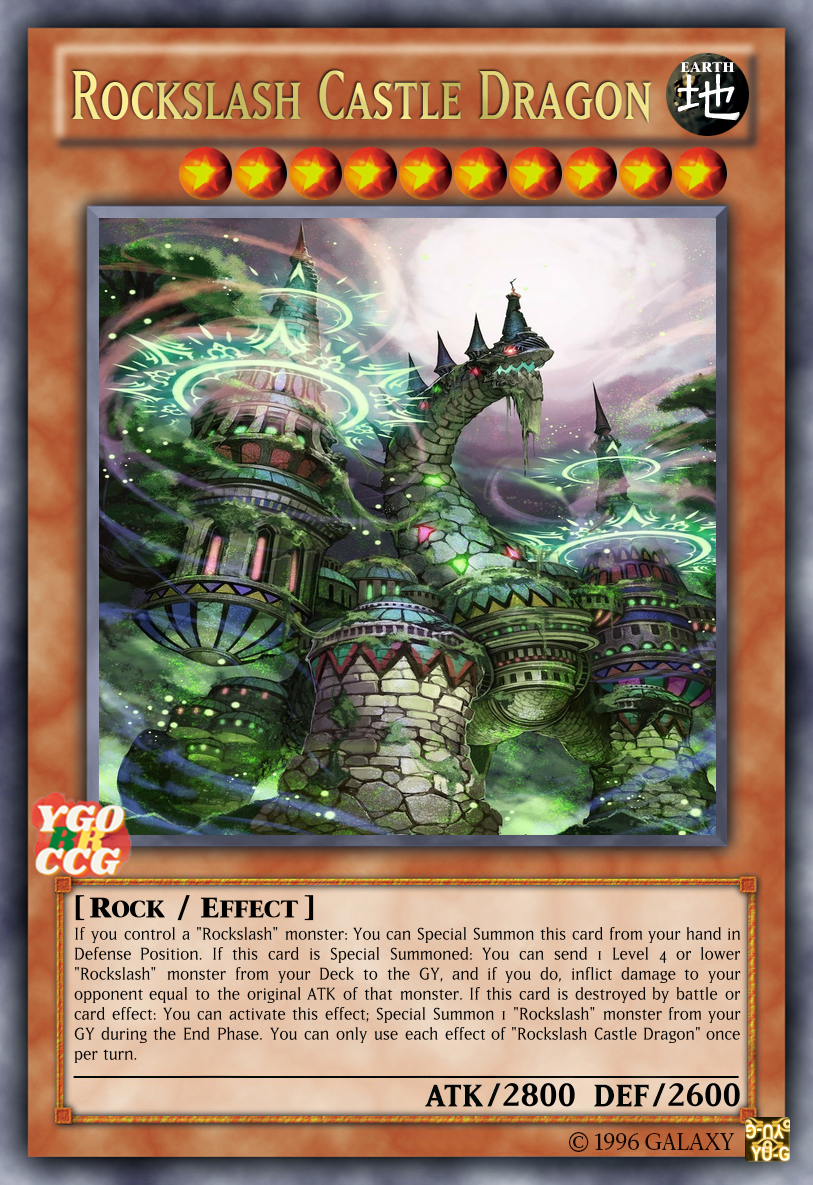 Rockslash Castle Dragon
EARTH
地
YGO
RR
CCG
[ Rock / Effect ]
If you control a "Rockslash" monster: You can Special Summon this card from your hand in
Defense Position. If this card is Special Summoned: You can send 1 Level 4 or lower
"Rockslash" monster from your Deck to the GY, and if you do, inflict damage to your
opponent equal to the original ATK of that monster. If this card is destroyed by battle or
card effect: You can activate this effect; Special Summon 1 "Rockslash" monster from your
GY during the End Phase. You can only use each effect of "Rockslash Castle Dragon" once
per turn.
ATK/2800 DEF/2600
© 1996 GALAXY